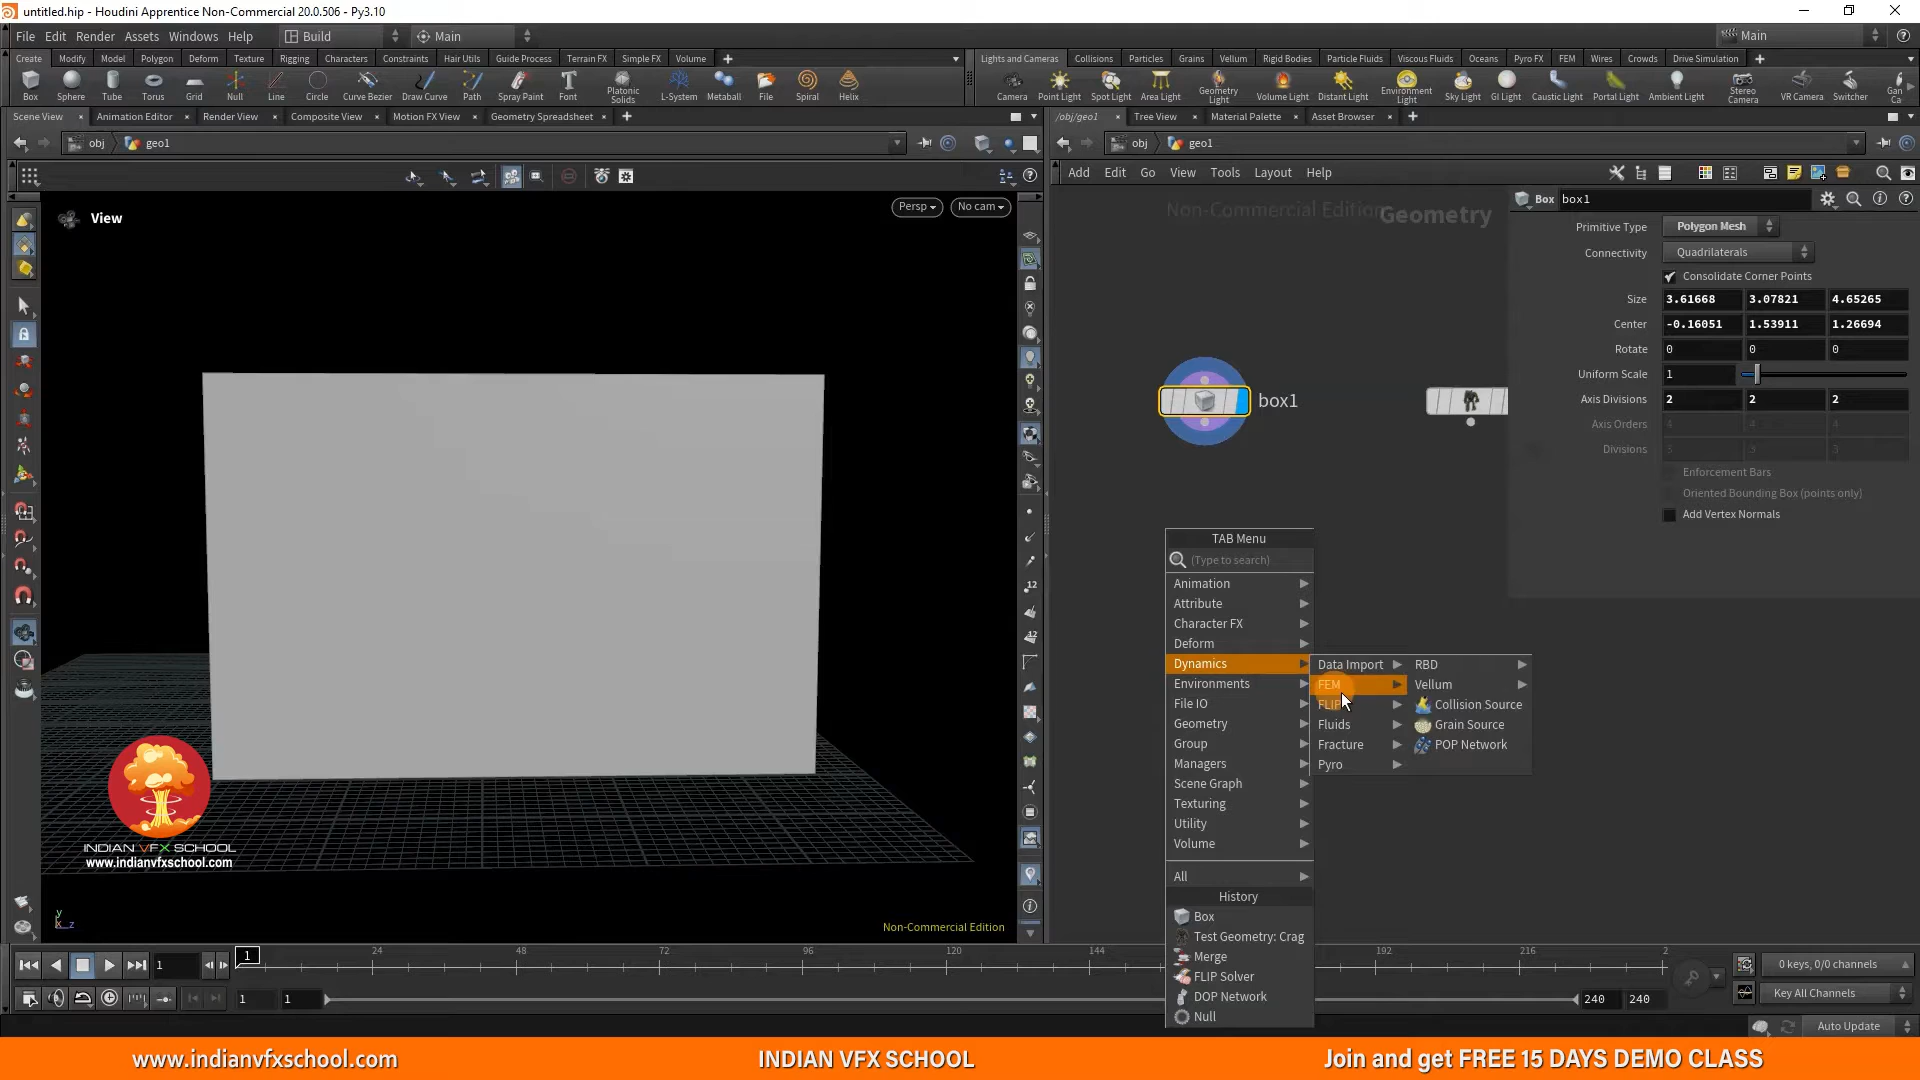 untitled.hip - Houdini Apprentice Non-Commercial 20.0.506 - Py3.10
File Edit Render Assets Windows Help Build Main Main
Create Modify Model Polygon Deform Texture Rigging Characters Constraints Hair Utils Guide Process Terrain FX Simple FX Volume
Lights and Cameras Collisions Particles Grains Vellum Rigid Bodies Particle Fluids Viscous Fluids Oceans Pyro FX FEM Wires Crowds Drive Simulation
Box Sphere Tube Torus Grid Null Line Circle Curve Bezier Draw Curve Path Spray Paint Font Platonic Solids L-System Metaball File Spiral Helix
Camera Point Light Spot Light Area Light Geometry Light Volume Light Distant Light Environment Light Sky Light GI Light Caustic Light Portal Light Ambient Light Stereo Camera VR Camera Switcher
Scene View Animation Editor Render View Composite View Motion FX View Geometry Spreadsheet
/obj/geo1 Tree View Material Palette Asset Browser
obj geo1
obj geo1
Add Edit Go View Tools Layout Help
View
Persp No cam
Non-Commercial Edition
Geometry
Box box1
Primitive Type Polygon Mesh
Connectivity Quadrilaterals
Consolidate Corner Points
Size 3.61668 3.07821 4.65265
Center -0.16051 1.53911 1.26694
Rotate 0 0 0
Uniform Scale 1
Axis Divisions 2 2 2
Axis Orders 4 4 4
Divisions 3 3 3
Enforcement Bars
Oriented Bounding Box (points only)
Add Vertex Normals
box1
TAB Menu
(Type to search)
Animation
Attribute
Character FX
Deform
Dynamics
Environments
File IO
Geometry
Group
Managers
Scene Graph
Texturing
Utility
Volume
All
History
Box
Test Geometry: Crag
Merge
FLIP Solver
DOP Network
Null
Data Import
FEM
FLIP
Fluids
Fracture
Pyro
RBD
Vellum
Collision Source
Grain Source
POP Network
INDIAN VFX SCHOOL
www.indianvfxschool.com
y
x z
Non-Commercial Edition
1 1 24 48 72 96 120 144 192 216 2
0 keys, 0/0 channels
1 1 240 240
Key All Channels
Auto Update
www.indianvfxschool.com INDIAN VFX SCHOOL Join and get FREE 15 DAYS DEMO CLASS